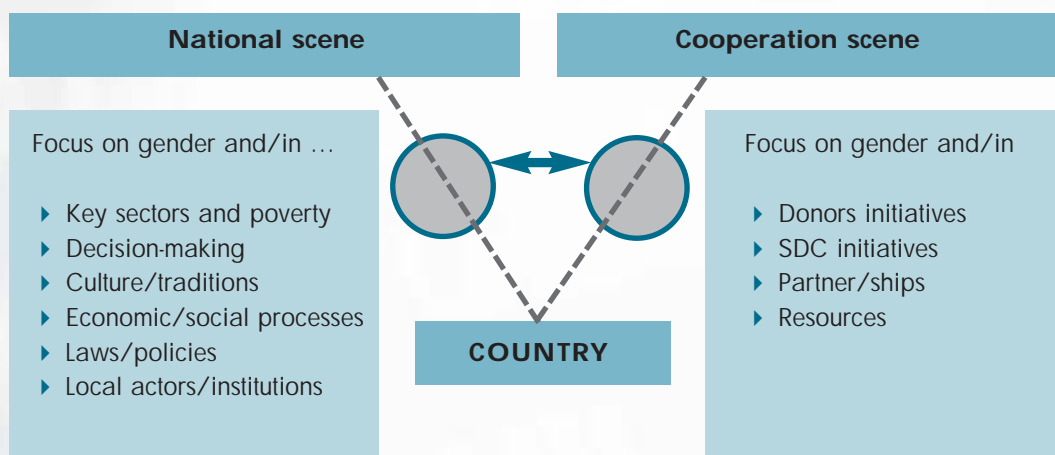 National scene
Cooperation scene
Focus on gender and/in ...
Key sectors and poverty
Decision-making
Culture/traditions
Economic/social processes
Laws/policies
Local actors/institutions
COUNTRY
Focus on gender and/in
Donors initiatives
SDC initiatives
Partner/ships
Resources